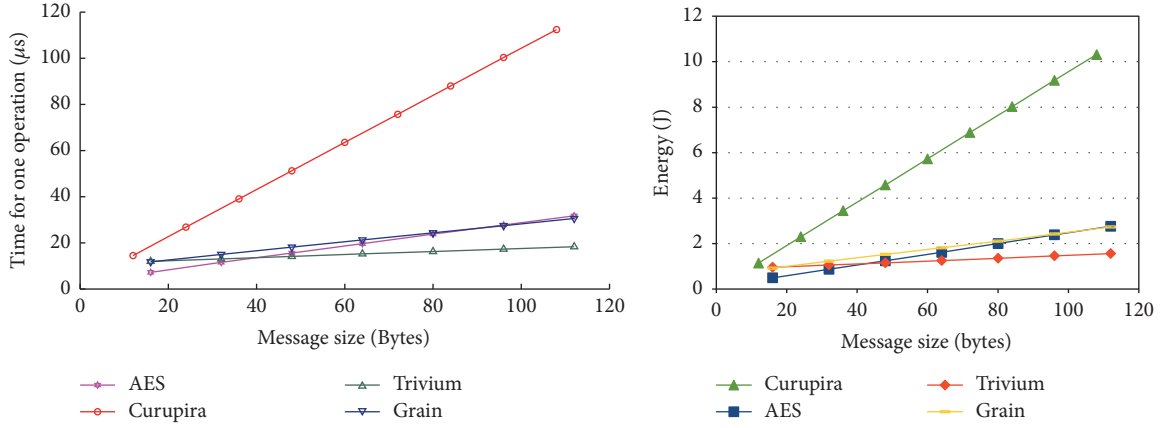 120
100
80
60
40
20
0
Time for one operation (μs)
0 20 40 60 80 100 120
Message size (Bytes)
AES
Trivium
Curupira
Grain
12
10
8
6
4
2
0
Energy (J)
0 20 40 60 80 100 120
Message size (bytes)
Curupira
Trivium
AES
Grain